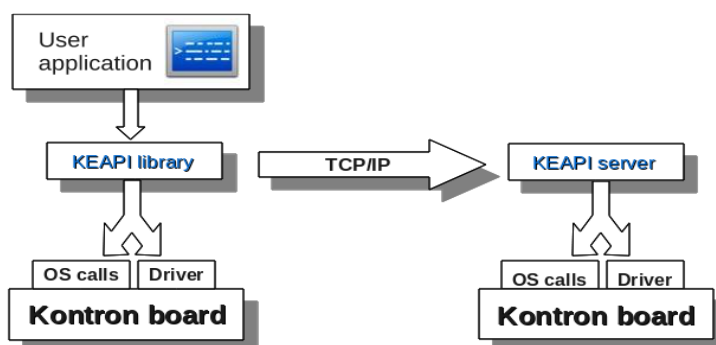 User
application
KEAPI library
TCP/IP
KEAPI server
OS calls
Driver
OS calls
Driver
Kontron board
Kontron board